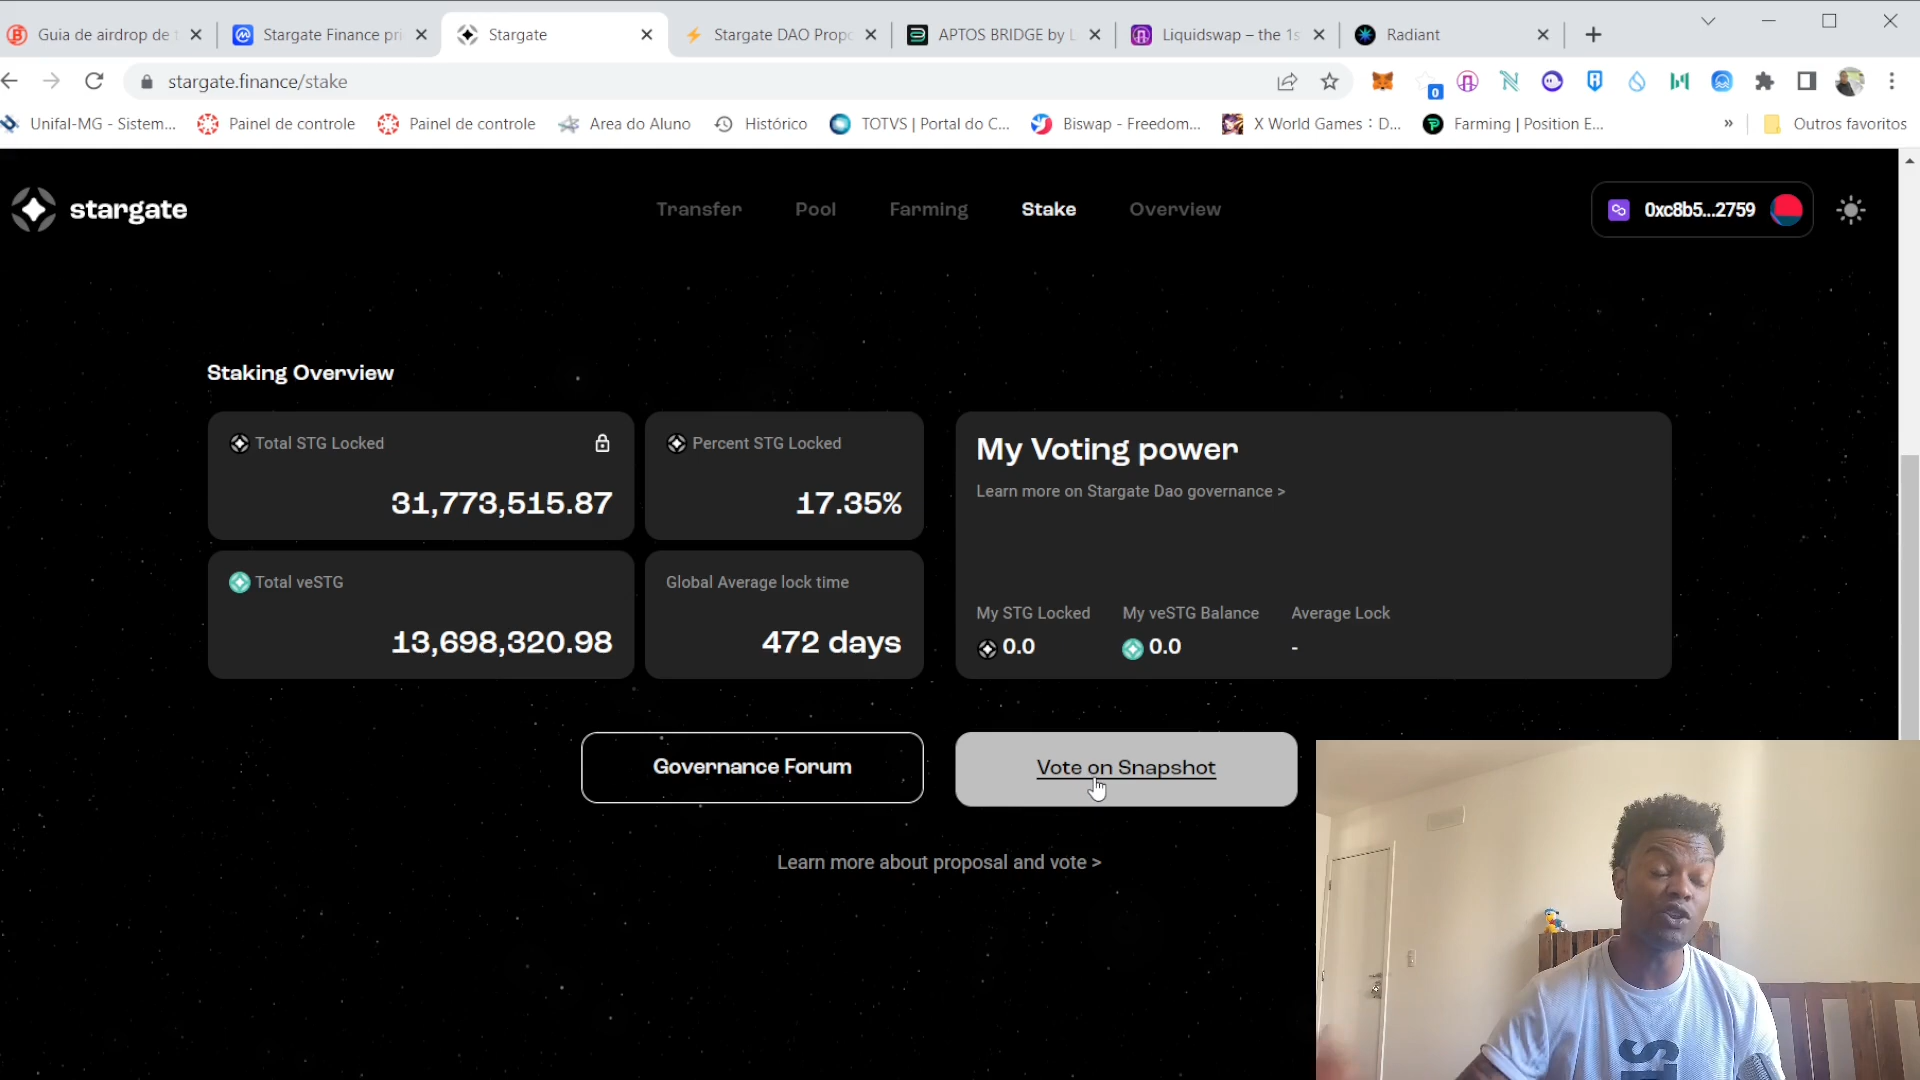 Guia de airdrop de
Stargate Finance pri
Stargate
Stargate DAO Propo
APTOS BRIDGE by L
Liquidswap – the 1s
Radiant
stargate.finance/stake
0
Unifal-MG - Sistem...
Painel de controle
Painel de controle
Area do Aluno
Histórico
TOTVS | Portal do C...
Biswap - Freedom...
X World Games : D...
Farming | Position E...
»
Outros favoritos
stargate
Transfer
Pool
Farming
Stake
Overview
0xc8b5...2759
Staking Overview
Total STG Locked
31,773,515.87
Percent STG Locked
17.35%
My Voting power
Learn more on Stargate Dao governance >
Total veSTG
13,698,320.98
Global Average lock time
472 days
My STG Locked
0.0
My veSTG Balance
0.0
Average Lock
-
Governance Forum
Vote on Snapshot
Learn more about proposal and vote >